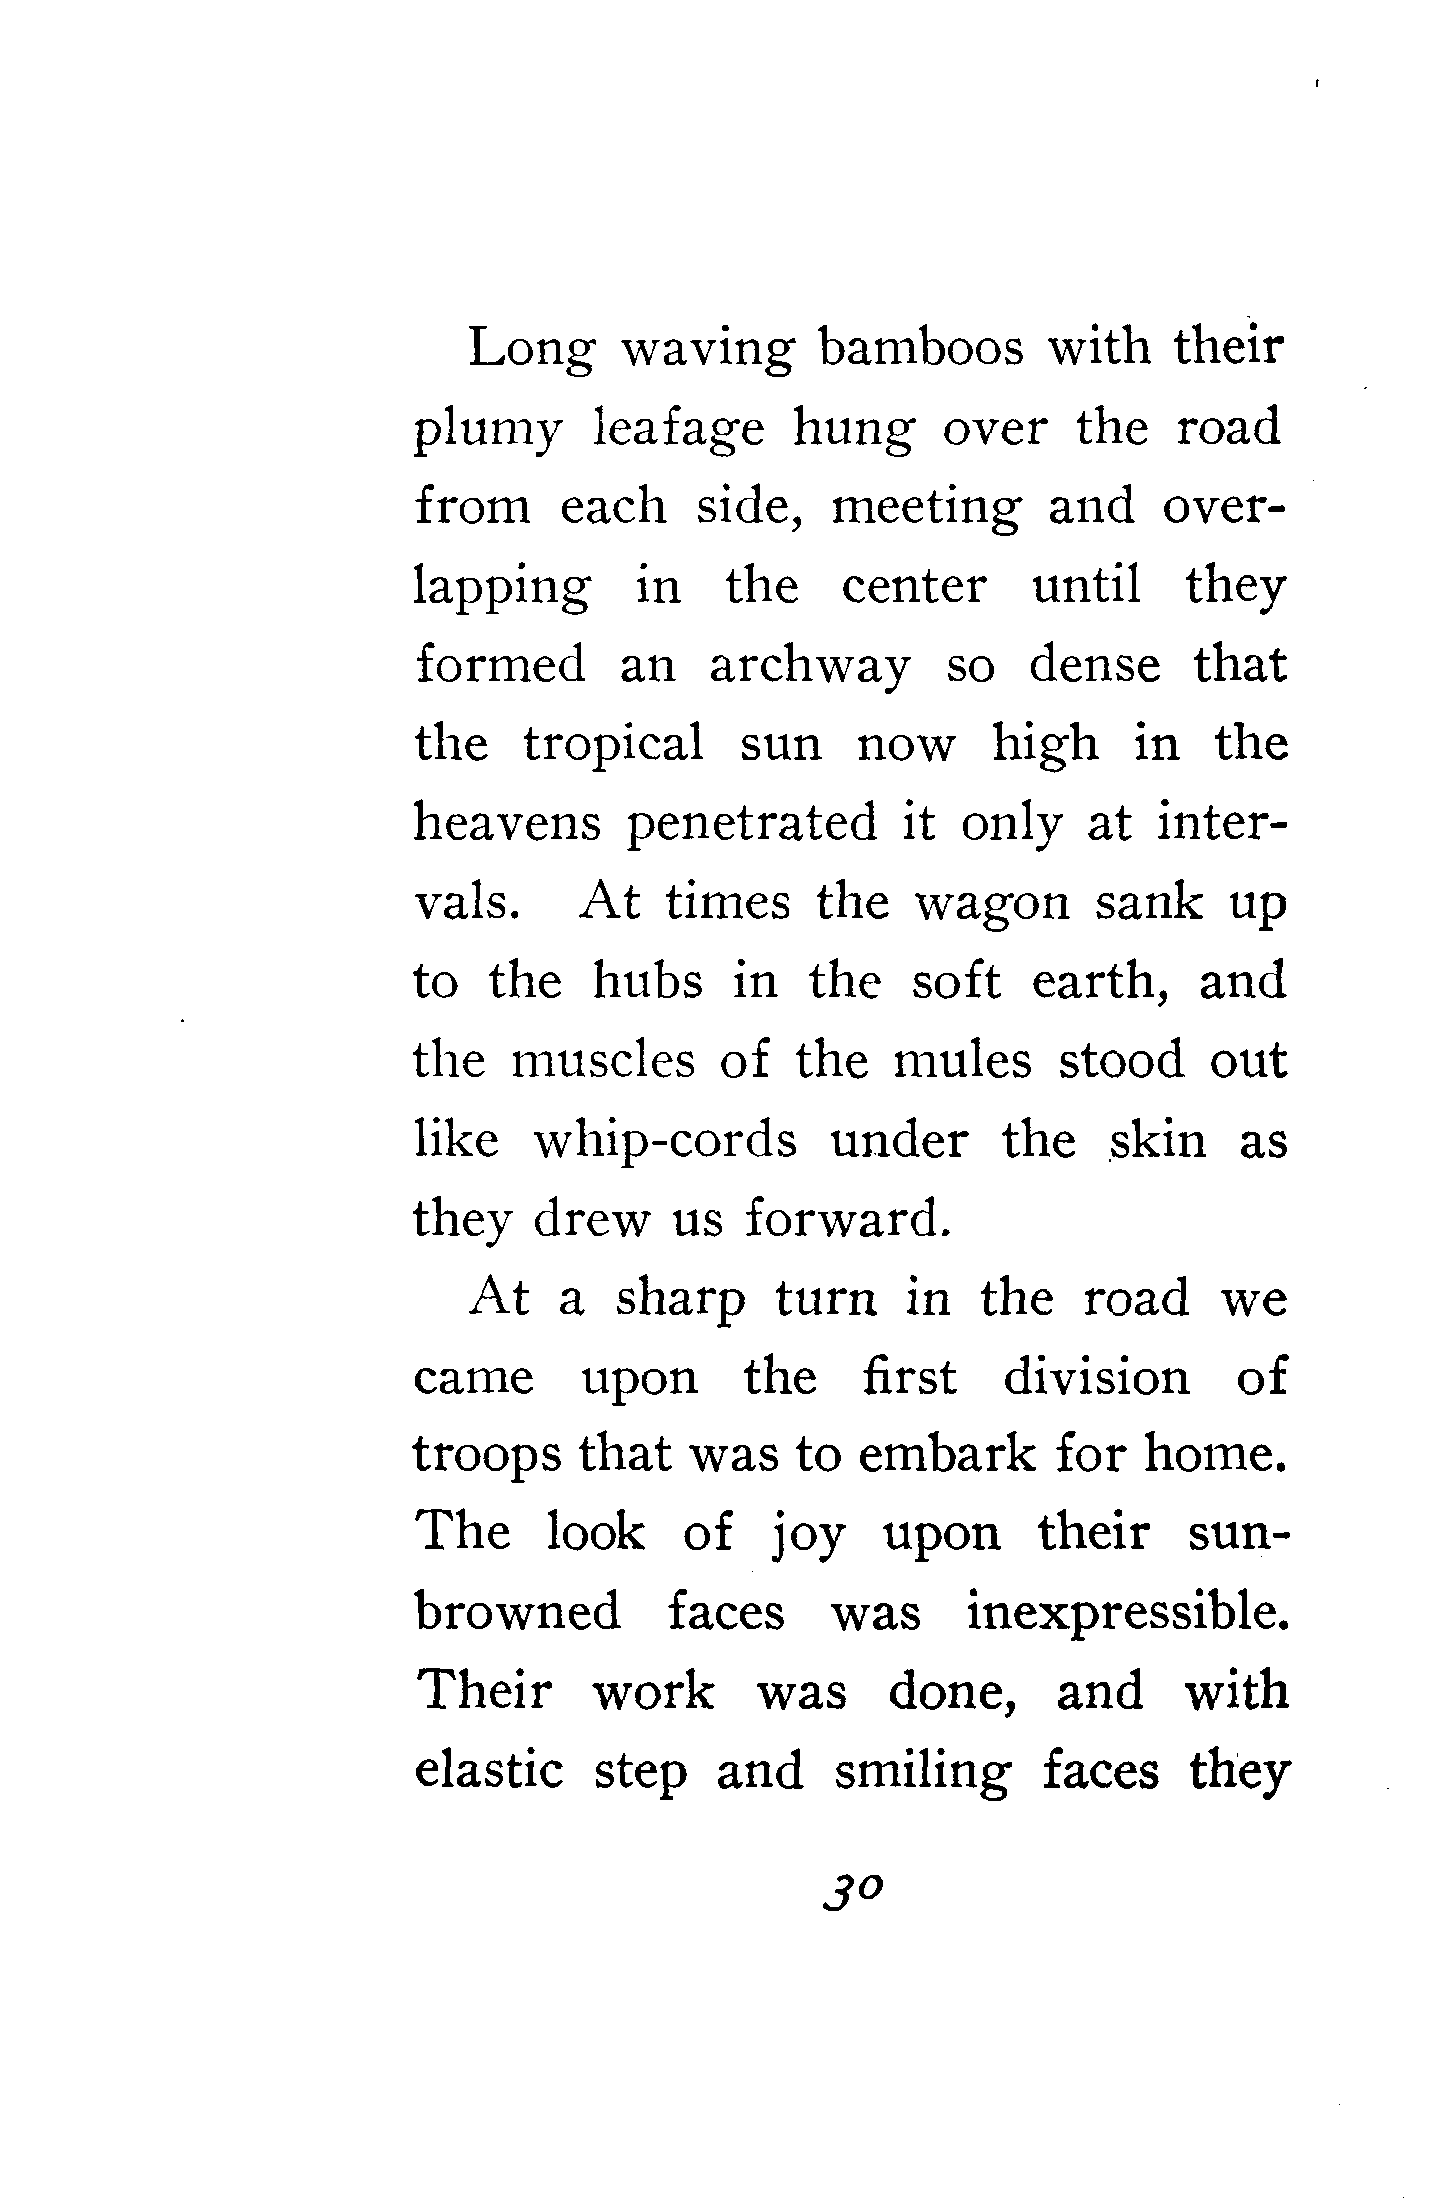 Long waving bamboos with their
plumy leafage hung over the road
from each side, meeting and over-
lapping in the center until they
formed an archway so dense that
the tropical sun now high in the
heavens penetrated it only at inter-
vals. At times the wagon sank up
to the hubs in the soft earth, and
the muscles of the mules stood out
like whip-cords under the skin as
they drew us forward.
At a sharp turn in the road we
came upon the first division of
troops that was to embark for home.
The look of joy upon their sun-
browned faces was inexpressible.
Their work was done, and with
elastic step and smiling faces they
30